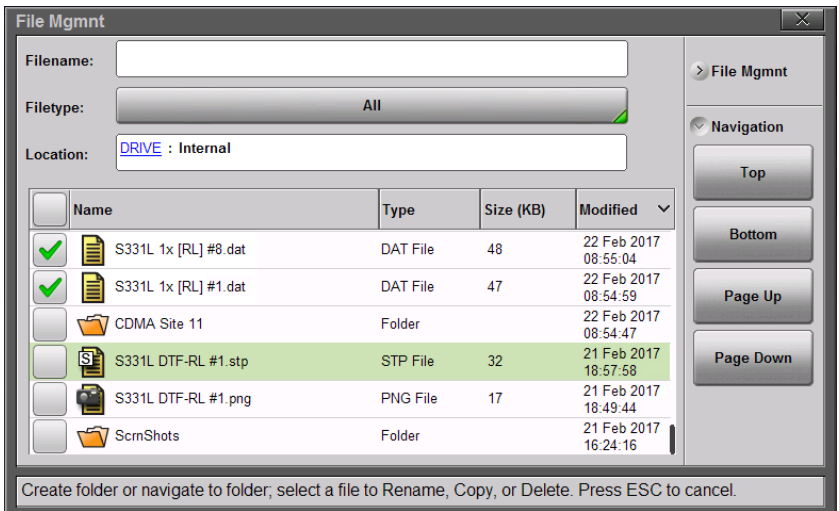 File Mgmnt
Filename:
File Mgmnt
Filetype: All
Navigation
Location: DRIVE : Internal
Top
Name Type Size (KB) Modified
Bottom
S331L 1x [RL] #8.dat DAT File 48 22 Feb 2017
08:55:04
S331L 1x [RL] #1.dat DAT File 47 22 Feb 2017
08:54:59
Page Up
CDMA Site 11 Folder 22 Feb 2017
08:54:47
Page Down
S331L DTF-RL #1.stp STP File 32 21 Feb 2017
18:57:58
S331L DTF-RL #1.png PNG File 17 21 Feb 2017
18:49:44
ScrnShots Folder 21 Feb 2017
16:24:16
Create folder or navigate to folder; select a file to Rename, Copy, or Delete. Press ESC to cancel.